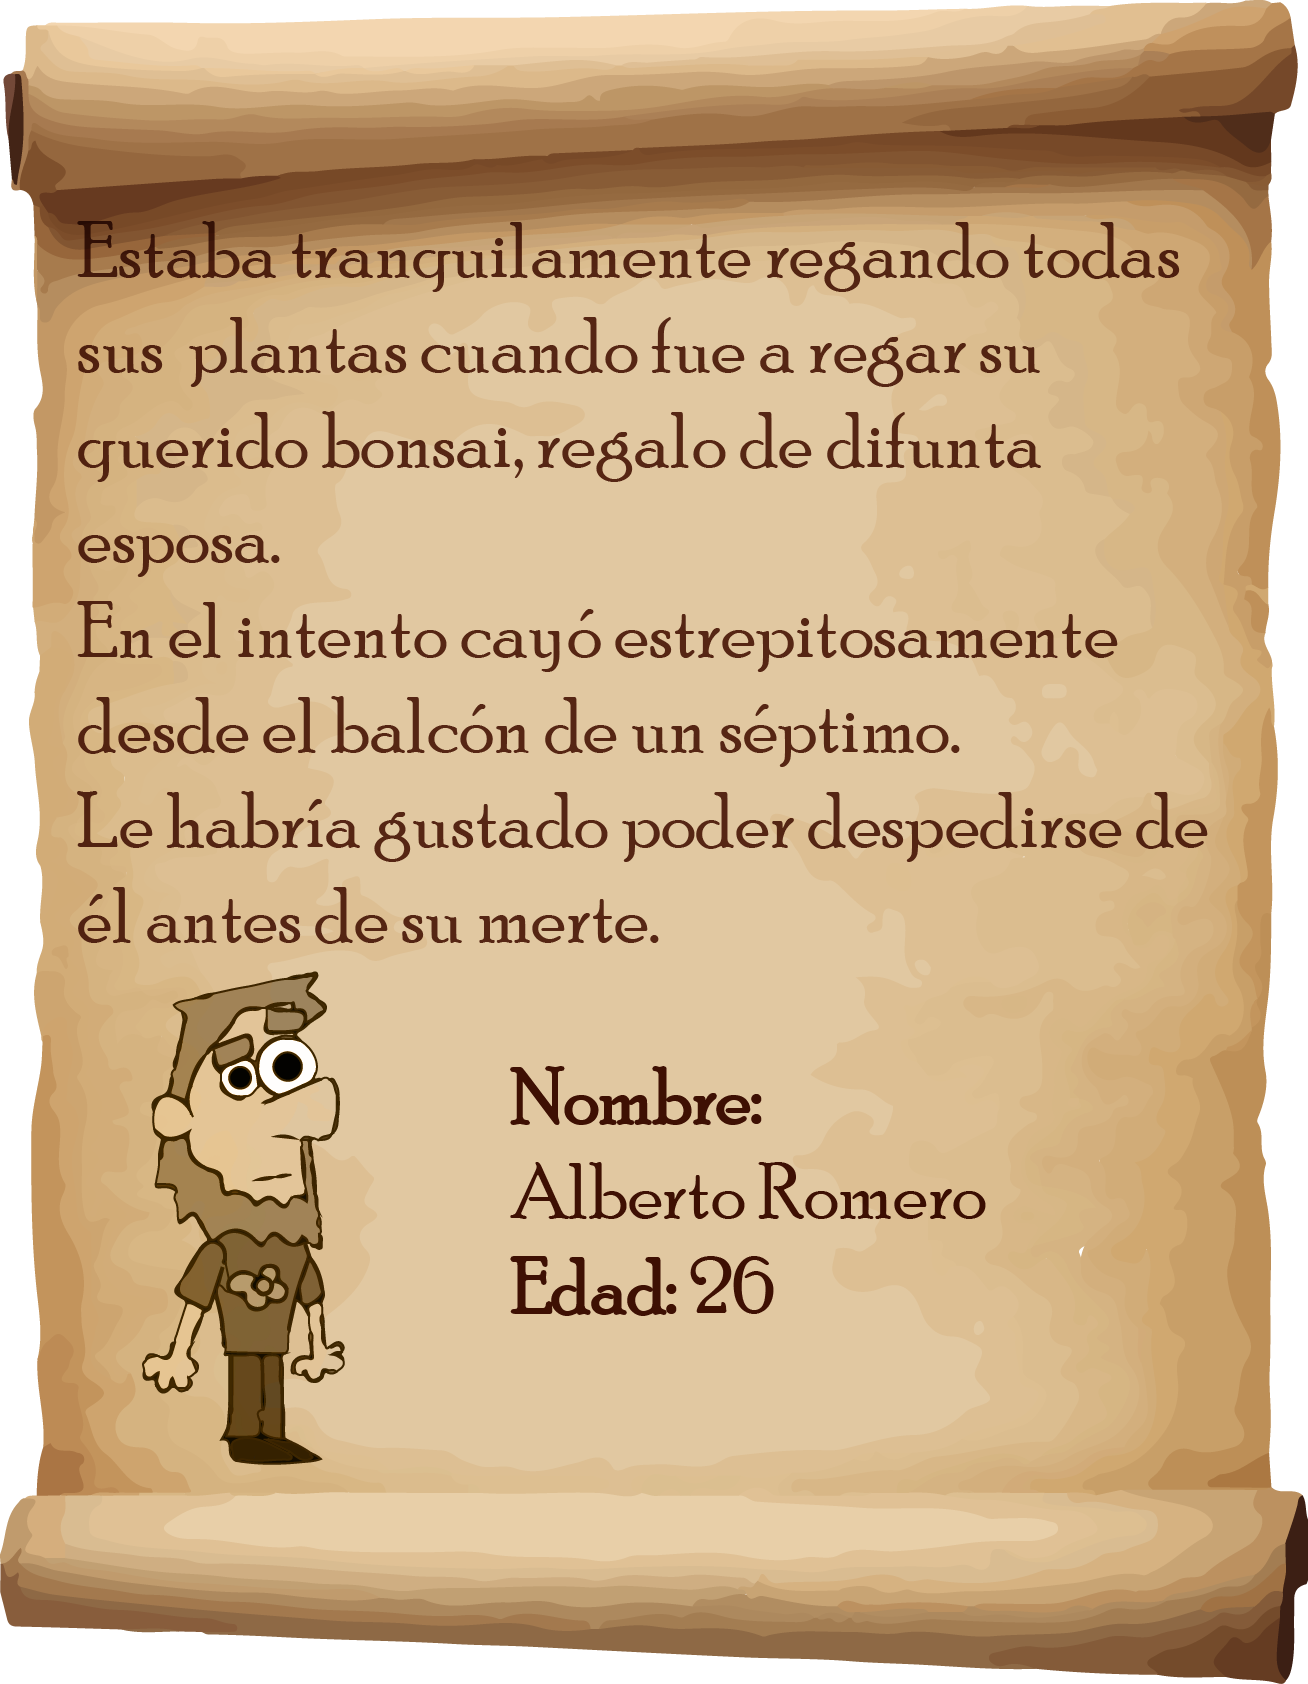 Estaba tranquilamente regando todas
sus plantas cuando fue a regar su
querido bonsai, regalo de difunta
esposa.
En el intento cayó estrepitosamente
desde el balcón de un séptimo.
Le habría gustado poder despedirse de
él antes de su merte.
Nombre:
Alberto Romero
Edad: 26